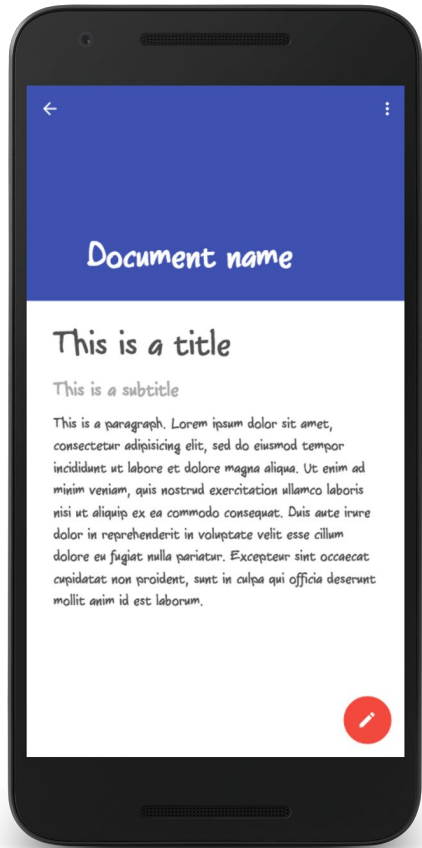 Document name
This is a title
This is a subtitle
This is a paragraph. Lorem ipsum dolor sit amet,
consectetur adipisicing elit, sed do eiusmod tempor
incididunt ut labore et dolore magna aliqua. Ut enim ad
minim veniam, quis nostrud exercitation ullamco laboris
nisi ut aliquip ex ea commodo consequat. Duis aute irure
dolor in reprehenderit in voluptate velit esse cillum
dolore eu fugiat nulla pariatur. Excepteur sint occaecat
cupidatat non proident, sunt in culpa qui officia deserunt
mollit anim id est laborum.